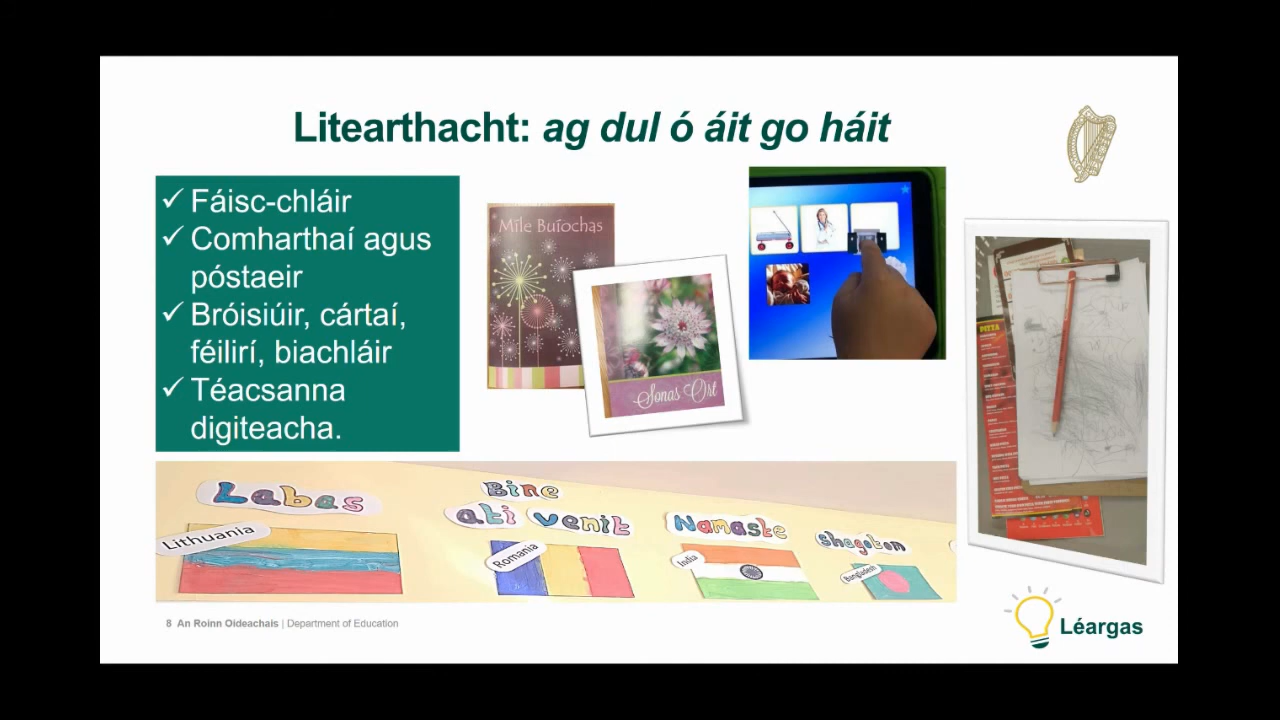 Litearthacht: ag dul ó áit go háit
✓ Fáisc-chláir
✓ Comharthaí agus
póstaeir
✓ Bróisiúir, cártaí,
féilirí, biachláir
✓ Téacsanna
digiteacha.
Míle Buíochas
Sonas Ort
PITTA
Labas
Lithuania
Bine
ati venit
Romania
Namaste
India
Shagotom
Bangladesh
8 An Roinn Oideachais | Department of Education
Léargas